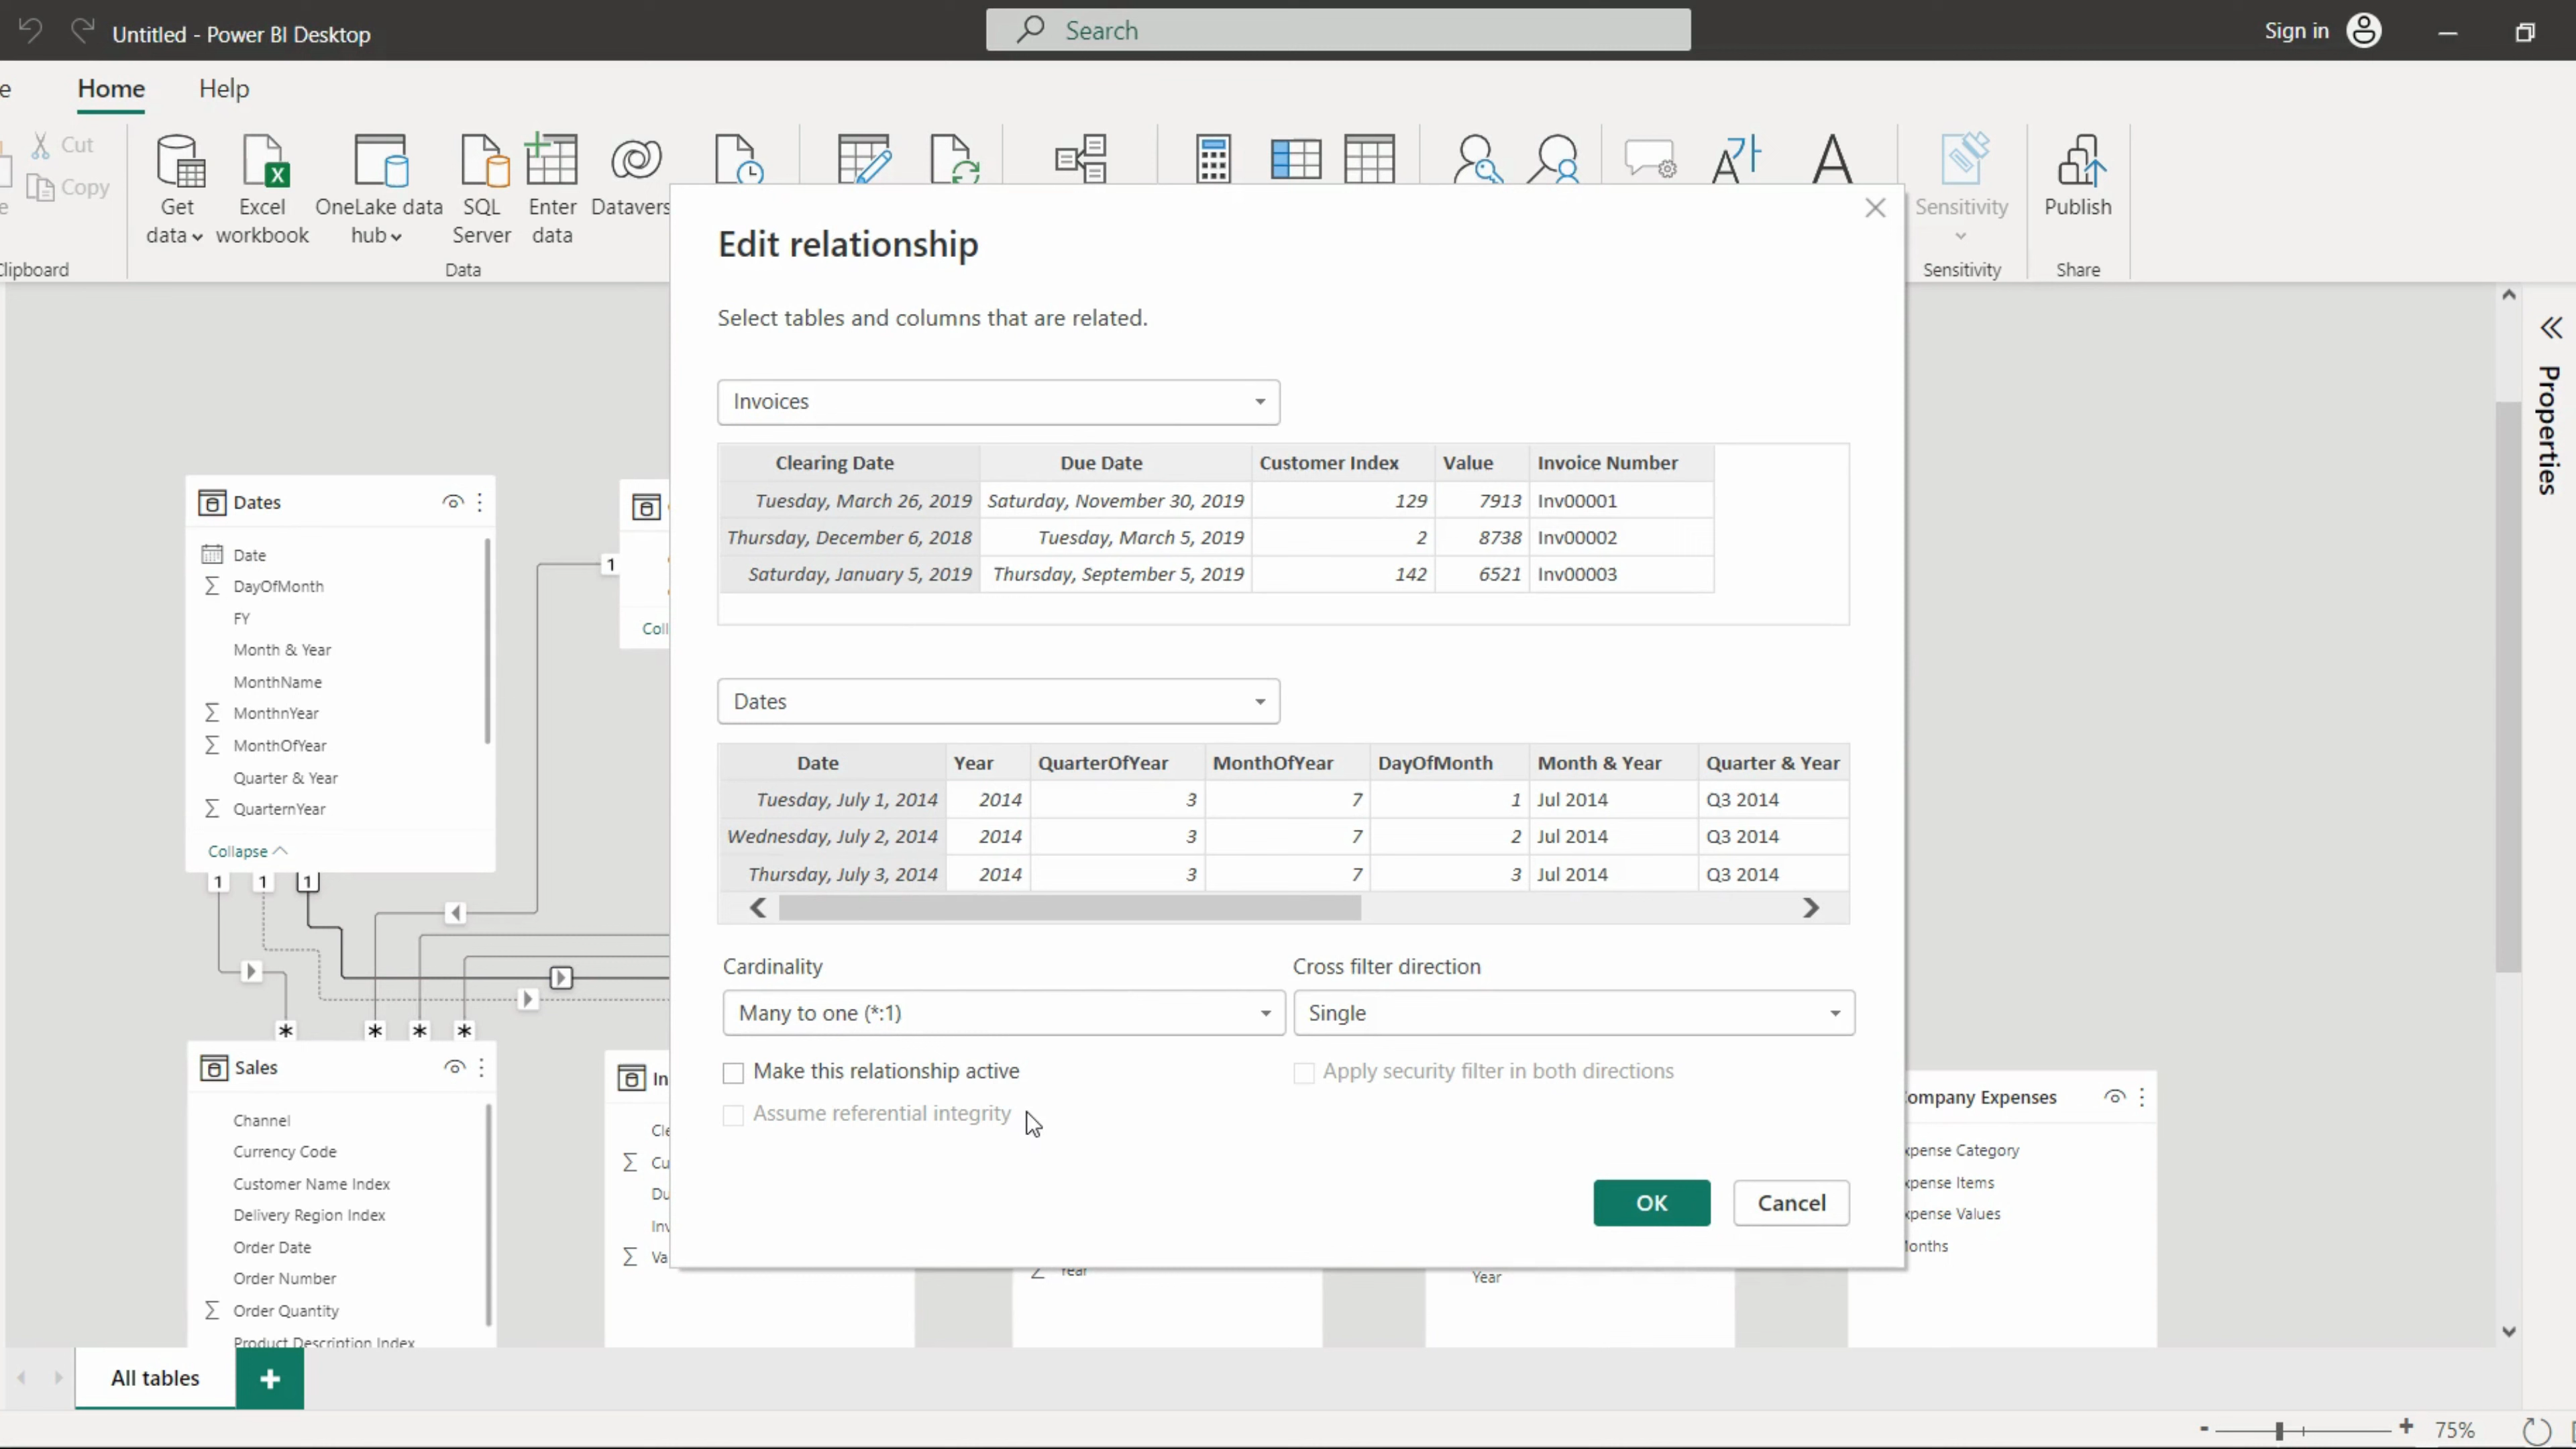 Untitled - Power BI Desktop
Search
Sign in
Home
Help
Cut
Copy
Get data
Excel workbook
OneLake data hub
SQL Server
Enter data
Sensitivity
Publish
Data
Sensitivity
Share
Edit relationship
Select tables and columns that are related.
Invoices
Clearing Date Due Date Customer Index Value Invoice Number
Tuesday, March 26, 2019 Saturday, November 30, 2019 129 7913 Inv00001
Thursday, December 6, 2018 Tuesday, March 5, 2019 2 8738 Inv00002
Saturday, January 5, 2019 Thursday, September 5, 2019 142 6521 Inv00003
Dates
Date Year QuarterOfYear MonthOfYear DayOfMonth Month & Year Quarter & Year
Tuesday, July 1, 2014 2014 3 7 1 Jul 2014 Q3 2014
Wednesday, July 2, 2014 2014 3 7 2 Jul 2014 Q3 2014
Thursday, July 3, 2014 2014 3 7 3 Jul 2014 Q3 2014
Cardinality
Many to one (*:1)
Cross filter direction
Single
Make this relationship active
Apply security filter in both directions
Assume referential integrity
OK
Cancel
Properties
Dates
Date
DayOfMonth
FY
Month & Year
MonthName
MonthnYear
MonthOfYear
Quarter & Year
QuarternYear
Collapse
1 1 1
1
* * * *
Sales
Channel
Currency Code
Customer Name Index
Delivery Region Index
Order Date
Order Number
Order Quantity
Product Description Index
Year
Year
Expenses
Category
Items
Values
All tables
+
- + 75%